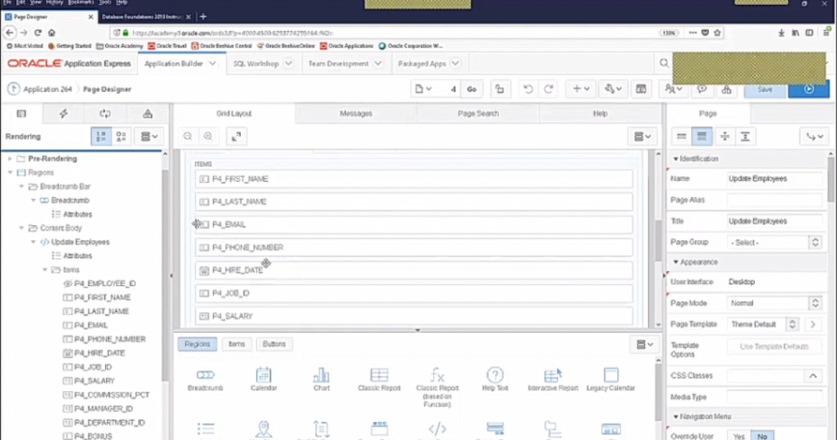 File Edit View History Bookmarks Tools Help
Page Designer
Database Foundations 2019 Instruc
https://academy3.oracle.com
133%
Most Visited Getting Started Oracle Academy Oracle Travel Oracle Beehive Central Oracle BeehiveOnline Oracle Applications Oracle Corporation W...
ORACLE Application Express
Application Builder
SQL Workshop
Team Development
Packaged Apps
Application 264 \ Page Designer
4 Go
Save
Grid Layout
Messages
Page Search
Help
Page
Rendering
Pre-Rendering
Regions
Breadcrumb Bar
Breadcrumb
Attributes
Content Body
Update Employees
Attributes
Items
P4_EMPLOYEE_ID
P4_FIRST_NAME
P4_LAST_NAME
P4_EMAIL
P4_PHONE_NUMBER
P4_HIRE_DATE
P4_JOB_ID
P4_SALARY
P4_COMMISSION_PCT
P4_MANAGER_ID
P4_DEPARTMENT_ID
P4_BONUS
ITEMS
P4_FIRST_NAME
P4_LAST_NAME
P4_EMAIL
P4_PHONE_NUMBER
P4_HIRE_DATE
P4_JOB_ID
P4_SALARY
Regions
Items
Buttons
Breadcrumb
Calendar
Chart
Classic Report
Classic Report
(based on
Function)
Help Text
Interactive Report
Legacy Calendar
Identification
Name Update Employees
Page Alias
Title Update Employees
Page Group - Select -
Appearance
User Interface Desktop
Page Mode Normal
Page Template Theme Default
Template
Options
Use Template Defaults
CSS Classes
Media Type
Navigation Menu
Override User Yes No